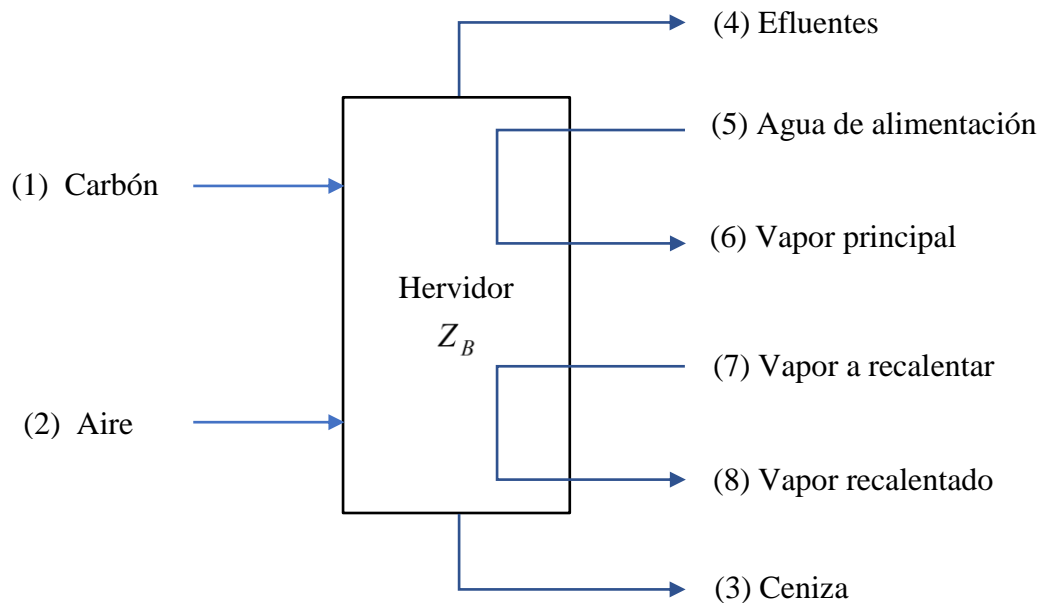 (4) Efluentes
(5) Agua de alimentación
(1) Carbón
(6) Vapor principal
Hervidor
Z_B
(7) Vapor a recalentar
(2) Aire
(8) Vapor recalentado
(3) Ceniza